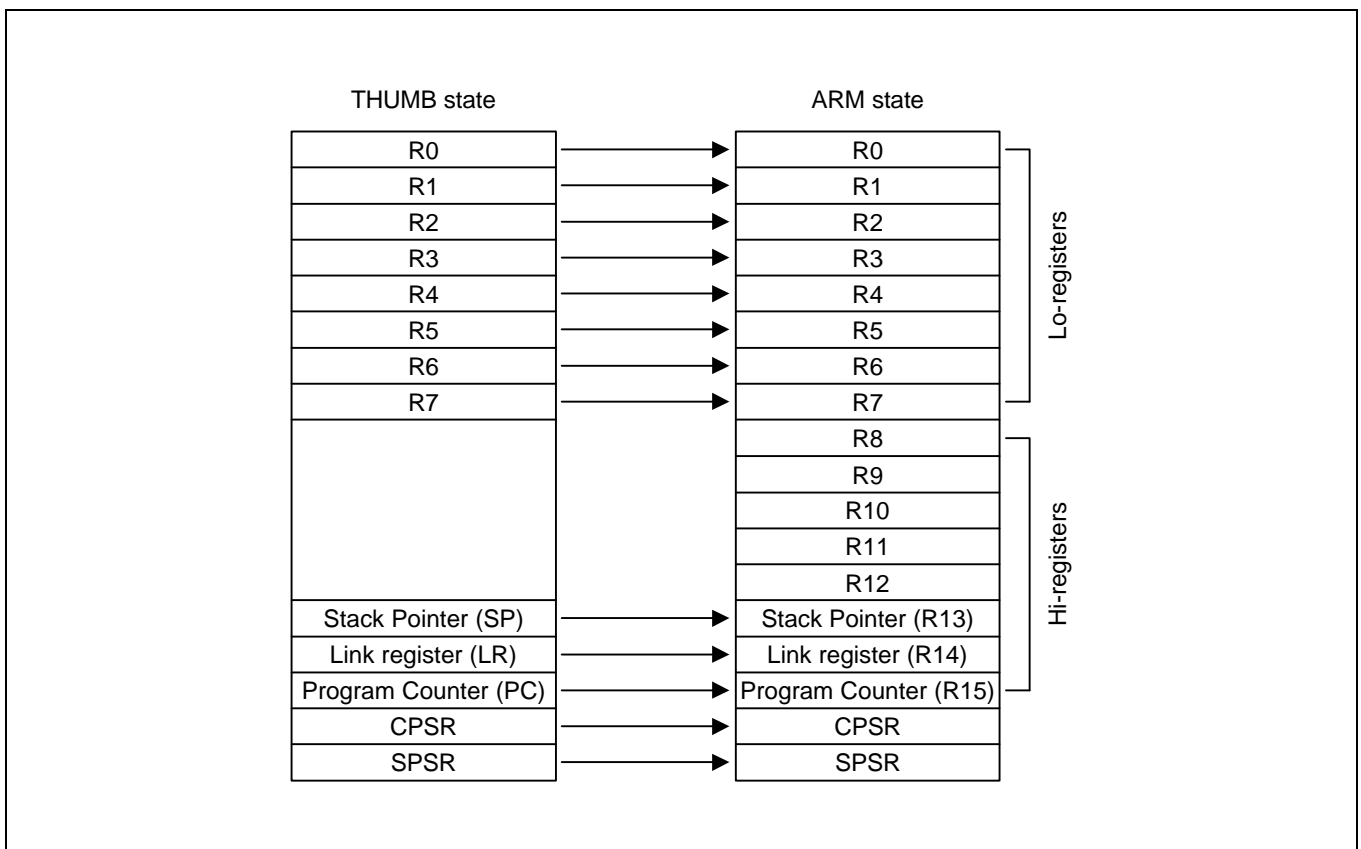 THUMB state
ARM state
R0
R0
R1
R1
R2
R2
R3
R3
R4
R4
R5
R5
R6
R6
R7
R7
R8
R9
R10
R11
R12
Stack Pointer (SP)
Stack Pointer (R13)
Link register (LR)
Link register (R14)
Program Counter (PC)
Program Counter (R15)
CPSR
CPSR
SPSR
SPSR
Lo-registers
Hi-registers